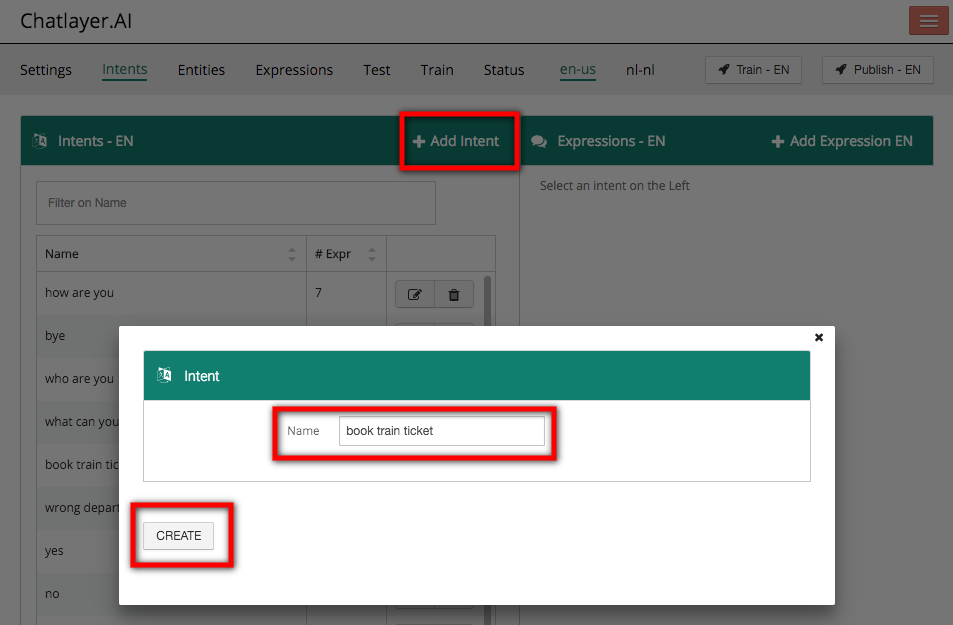 Chatlayer.AI
Settings Intents Entities Expressions Test Train Status en-us nl-nl Train - EN Publish - EN
Intents - EN Add Intent Expressions - EN Add Expression EN
Filter on Name
Select an intent on the Left
Name # Expr
how are you 7
bye
who are you
what can you
book train tic
wrong depart
yes
no
Intent
Name book train ticket
CREATE